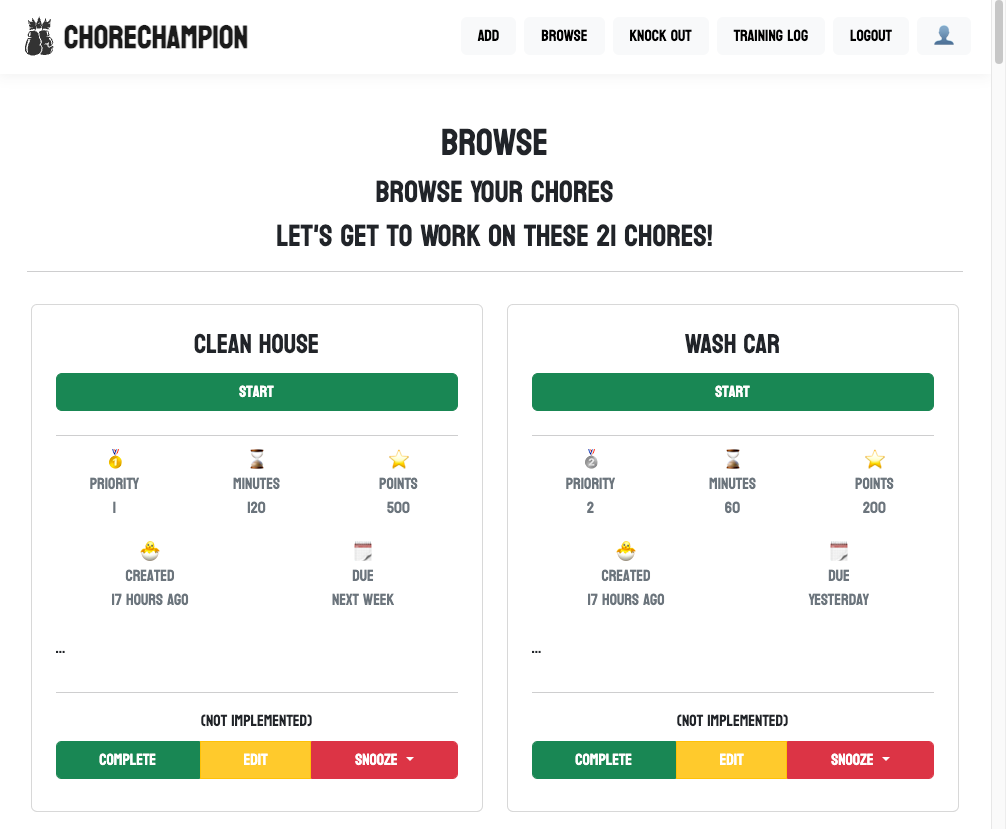 CHORECHAMPION
ADD BROWSE KNOCK OUT TRAINING LOG LOGOUT
BROWSE
BROWSE YOUR CHORES
LET'S GET TO WORK ON THESE 21 CHORES!
CLEAN HOUSE
START
1
PRIORITY MINUTES POINTS
1 120 500
CREATED DUE
17 HOURS AGO NEXT WEEK
...
(NOT IMPLEMENTED)
COMPLETE EDIT SNOOZE
WASH CAR
START
2
PRIORITY MINUTES POINTS
2 60 200
CREATED DUE
17 HOURS AGO YESTERDAY
...
(NOT IMPLEMENTED)
COMPLETE EDIT SNOOZE